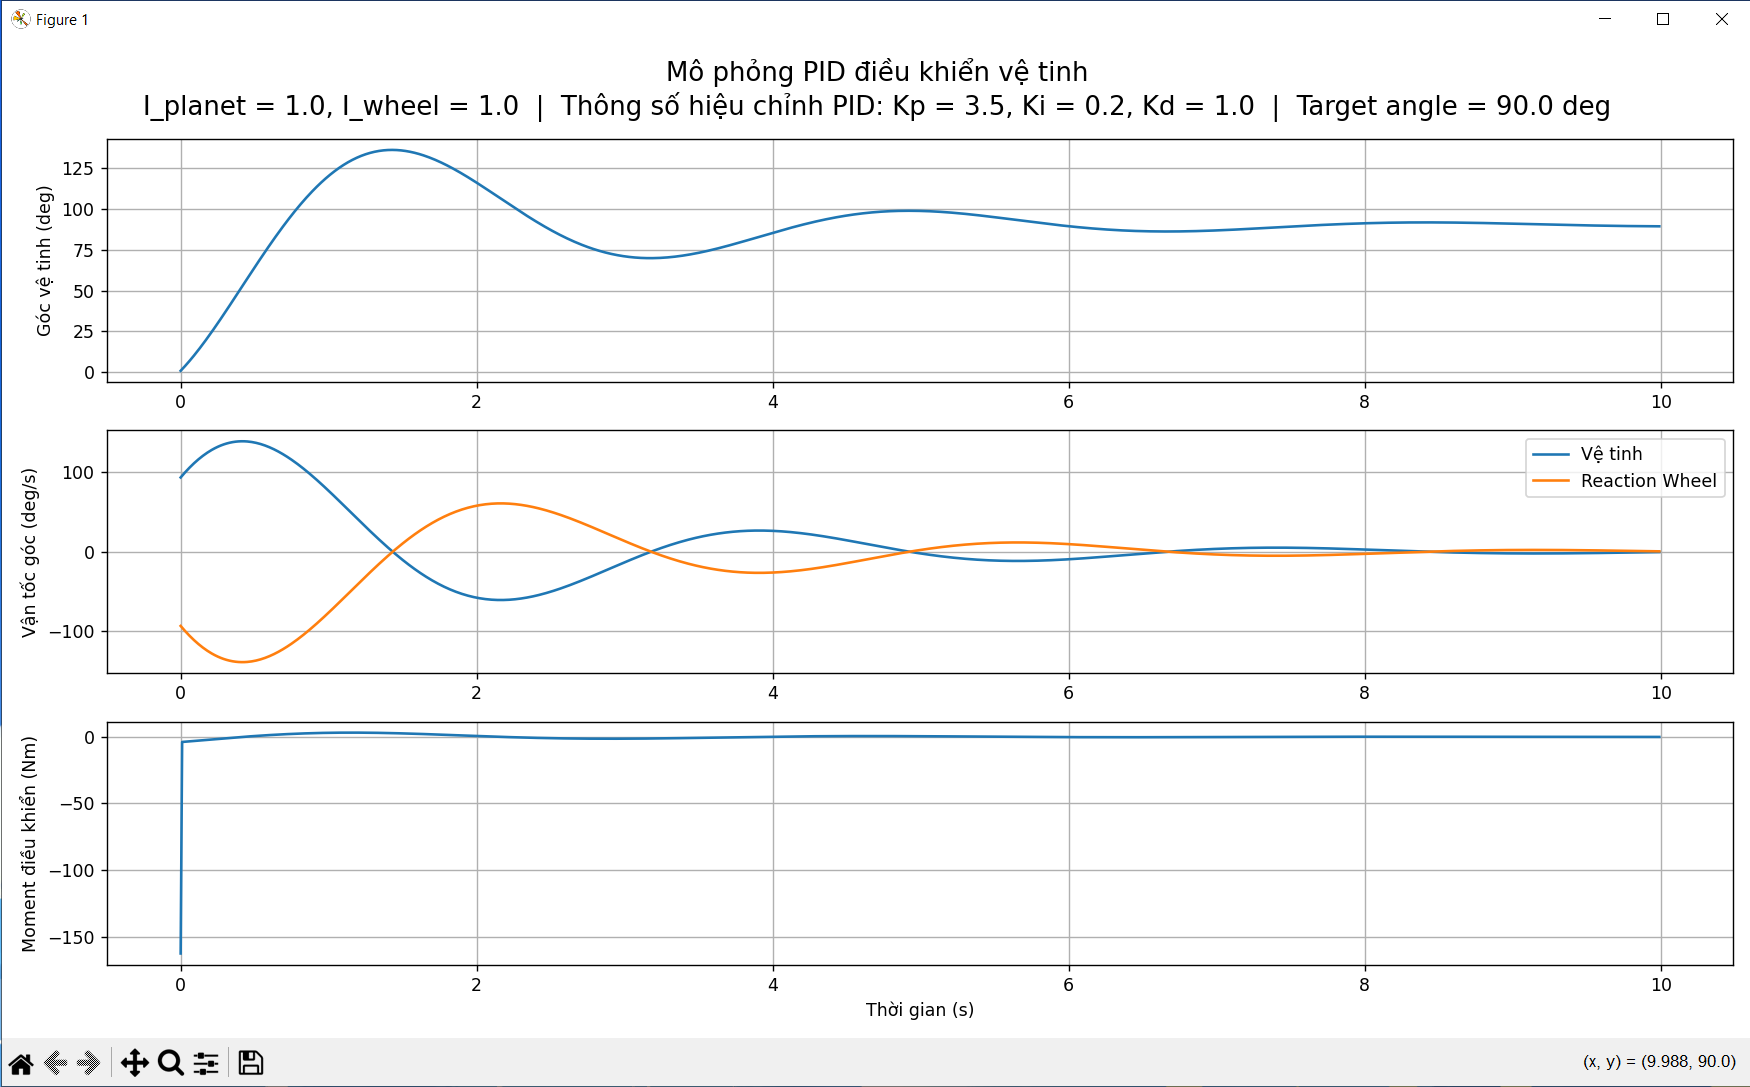 Figure 1
Mô phỏng PID điều khiển vệ tinh
I_planet = 1.0, I_wheel = 1.0 | Thông số hiệu chỉnh PID: Kp = 3.5, Ki = 0.2, Kd = 1.0 | Target angle = 90.0 deg
Góc vệ tinh (deg)
125
100
75
50
25
0
0 2 4 6 8 10
Vận tốc góc (deg/s)
100
0
−100
Vệ tinh
Reaction Wheel
0 2 4 6 8 10
Moment điều khiển (Nm)
0
−50
−100
−150
0 2 4 6 8 10
Thời gian (s)
(x, y) = (9.988, 90.0)